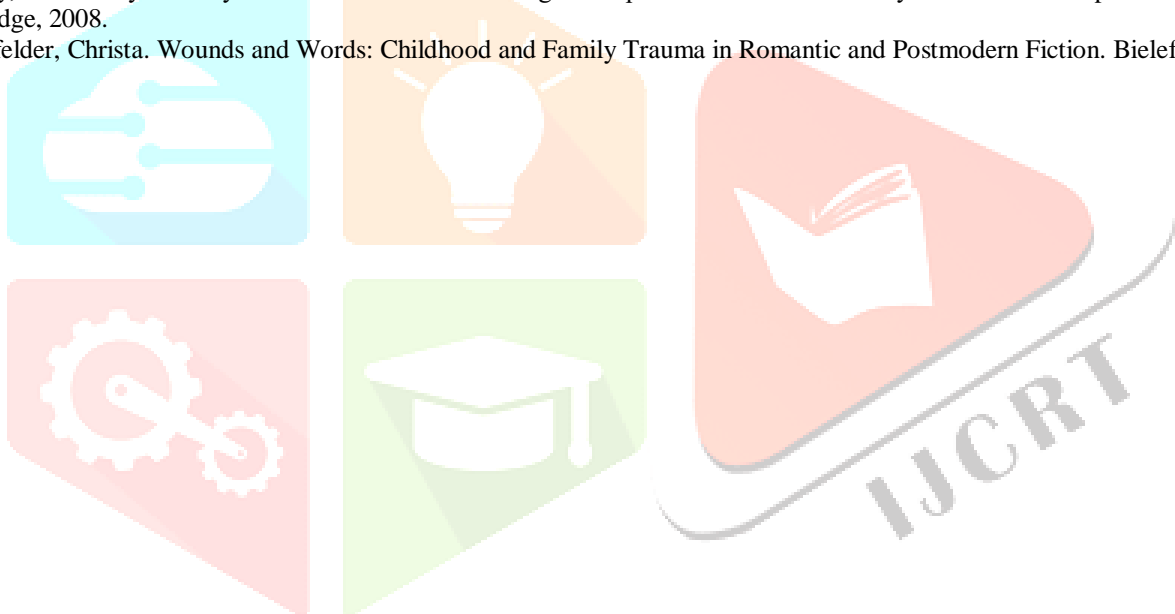 dge, 2008.
felder, Christa. Wounds and Words: Childhood and Family Trauma in Romantic and Postmodern Fiction. Bielef
IJCRT